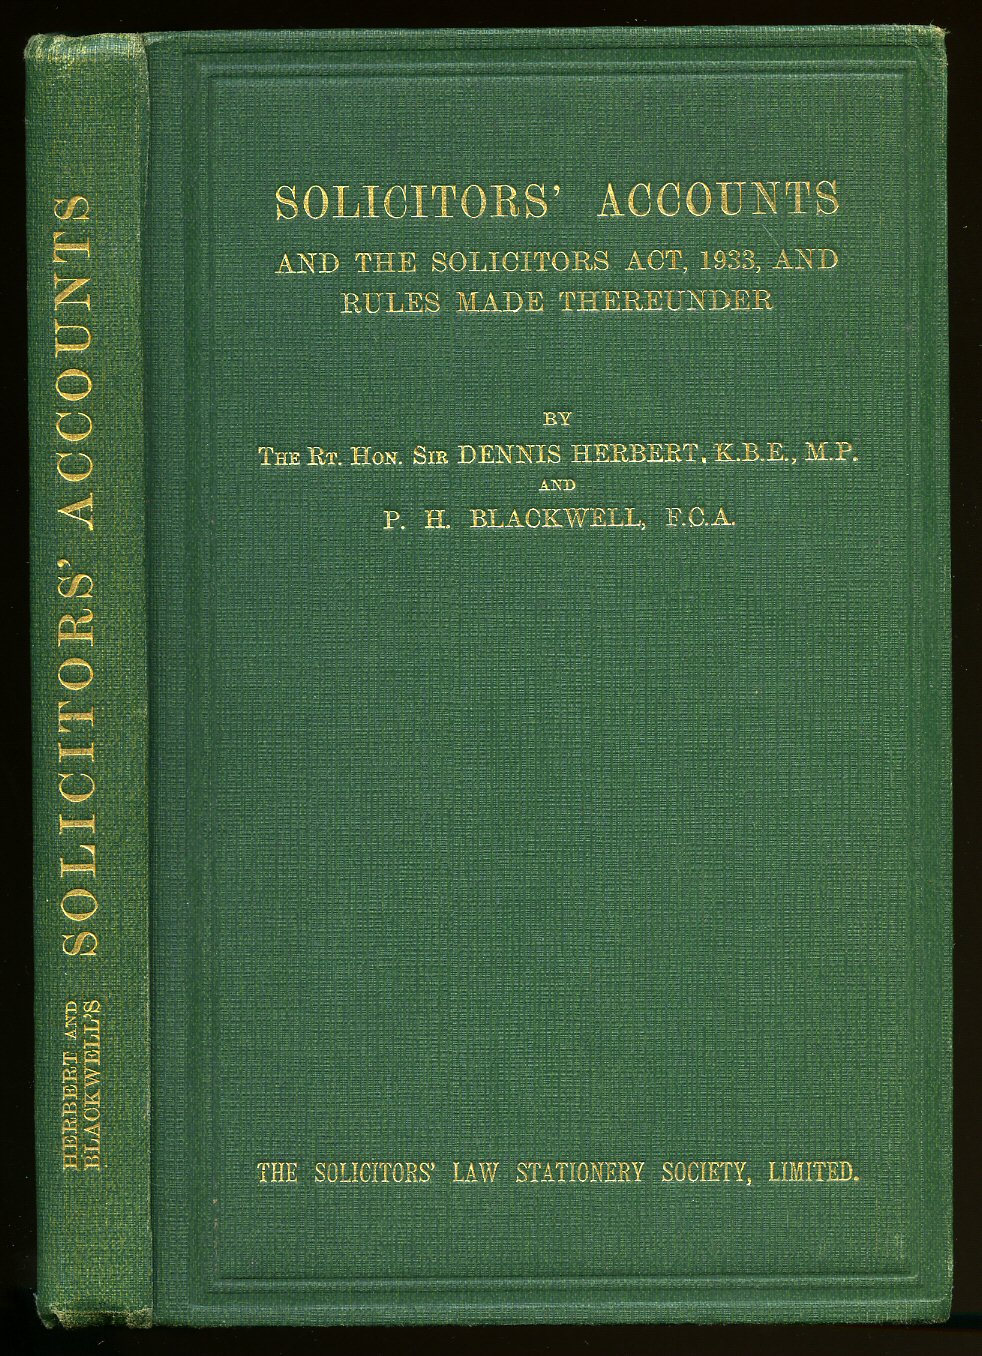 SOLICITORS' ACCOUNTS
AND THE SOLICITORS ACT, 1933, AND
RULES MADE THEREUNDER
BY
THE RT. HON. SIR DENNIS HERBERT, K.B.E., M.P.
AND
P. H. BLACKWELL, F.C.A.
THE SOLICITORS' LAW STATIONERY SOCIETY, LIMITED.
HERBERT AND
BLACKWELL'S
SOLICITORS' ACCOUNTS